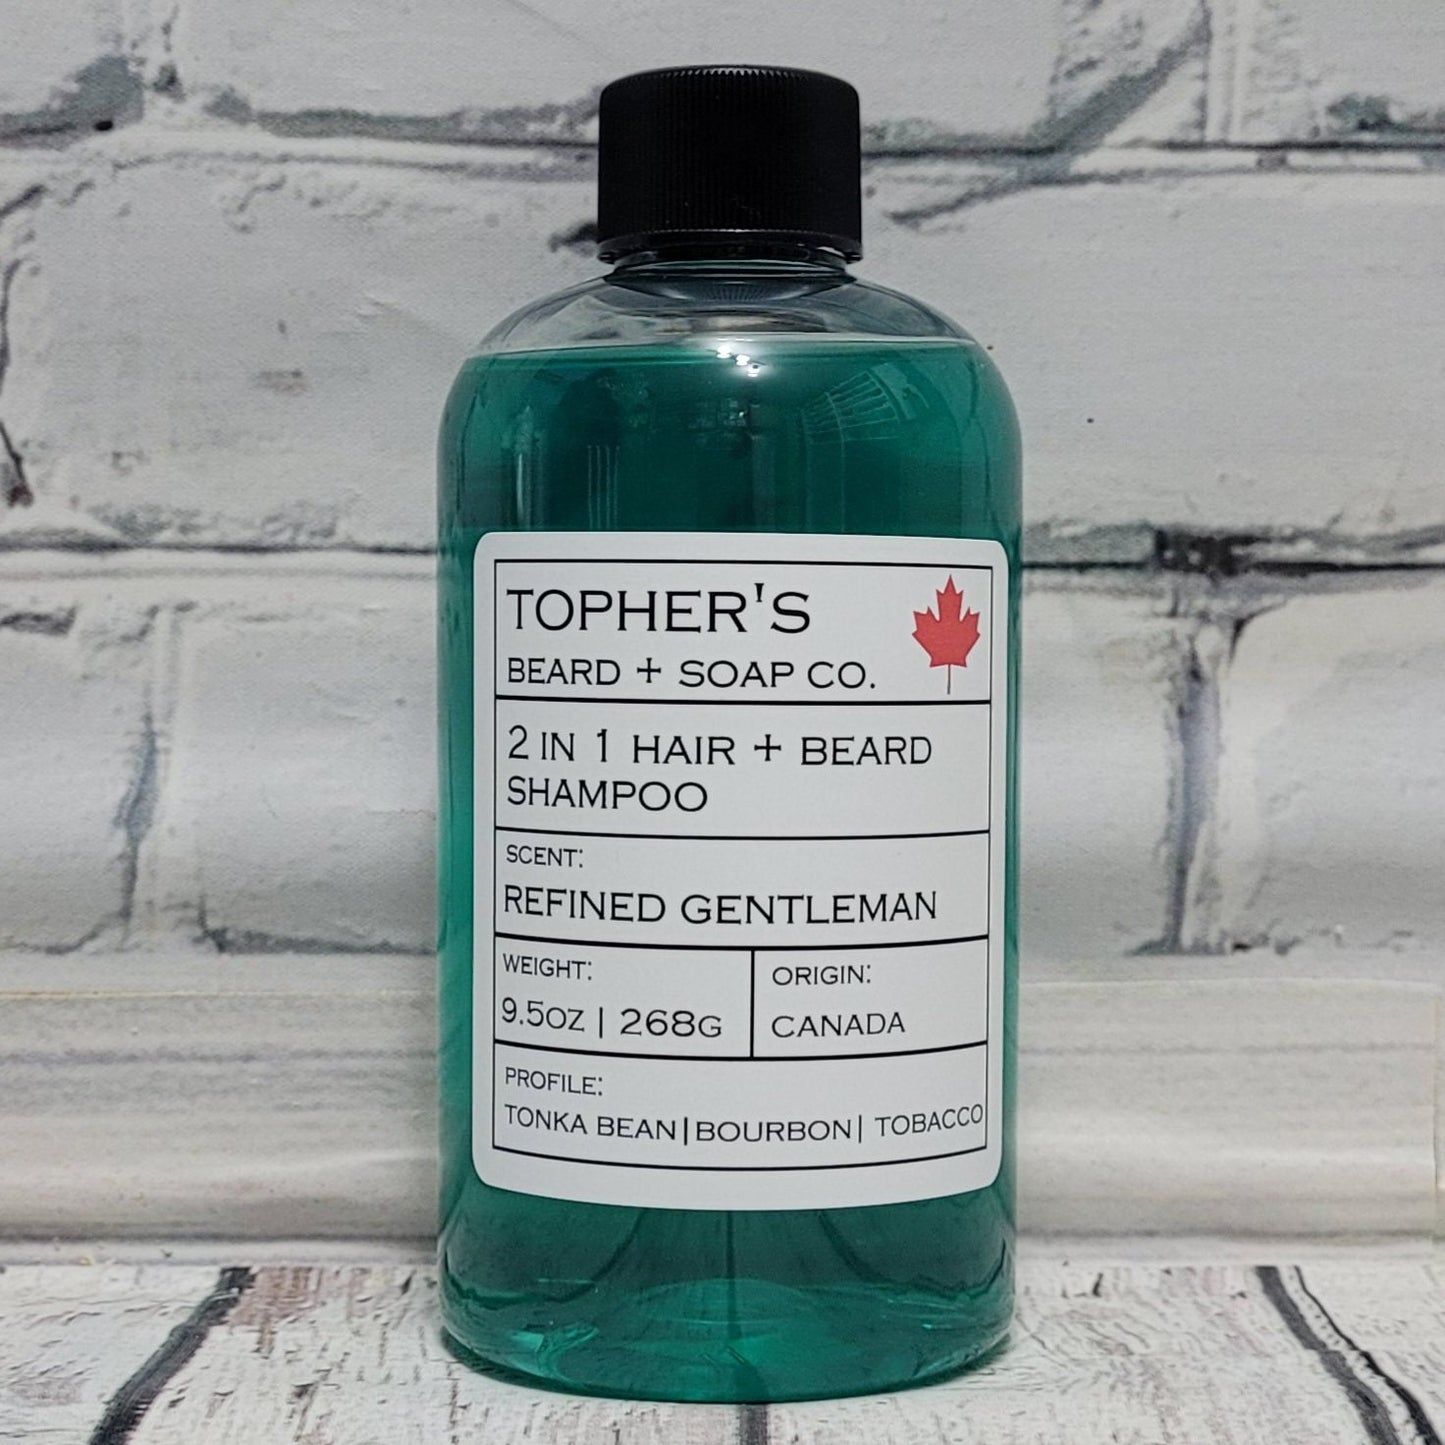 TOPHER'S
BEARD + SOAP CO.
2 IN 1 HAIR + BEARD
SHAMPOO
SCENT:
REFINED GENTLEMAN
WEIGHT:
9.5OZ | 268G
ORIGIN:
CANADA
PROFILE:
TONKA BEAN|BOURBON| TOBACCO